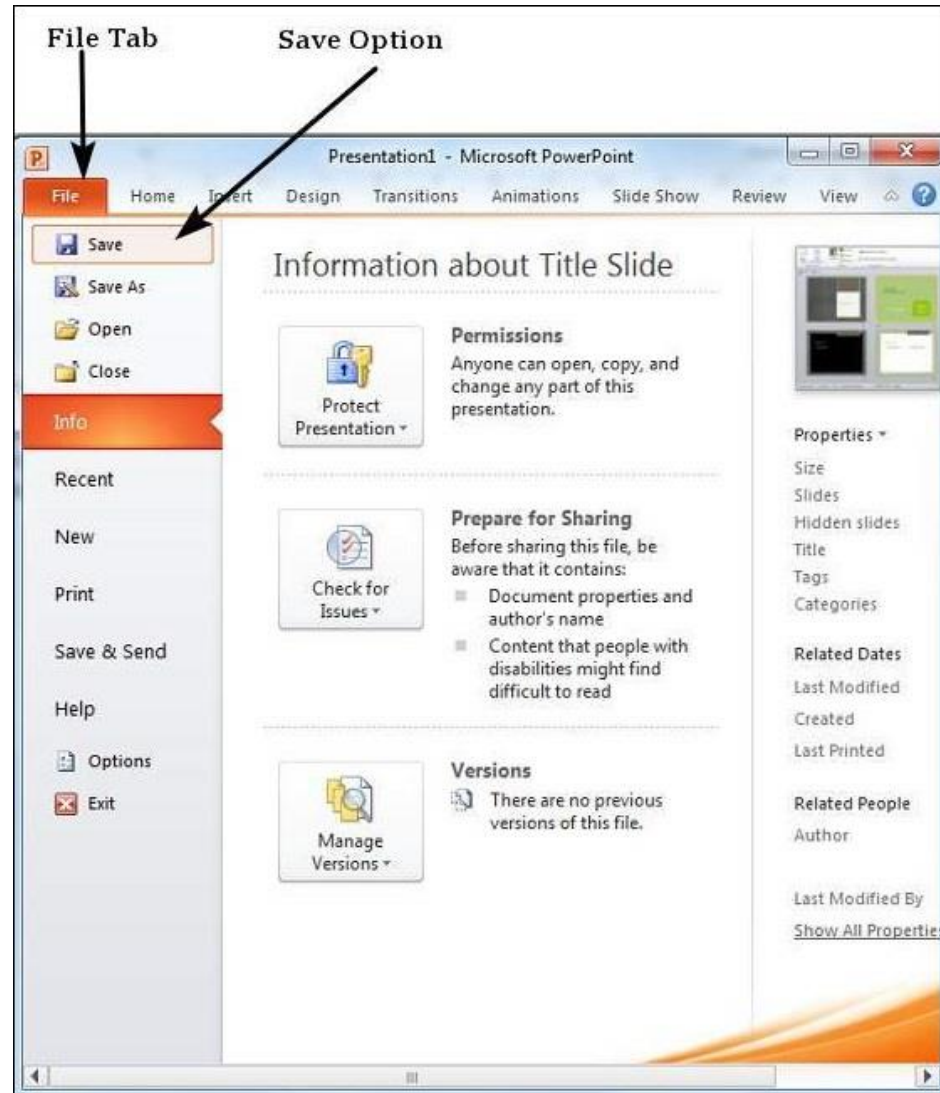 File Tab
Save Option
Presentation1 - Microsoft PowerPoint
File Home Insert Design Transitions Animations Slide Show Review View
Save
Save As
Open
Close
Info
Recent
New
Print
Save & Send
Help
Options
Exit
Information about Title Slide
Protect
Presentation
Permissions
Anyone can open, copy, and
change any part of this
presentation.
Check for
Issues
Prepare for Sharing
Before sharing this file, be
aware that it contains:
Document properties and
author's name
Content that people with
disabilities might find
difficult to read
Manage
Versions
Versions
There are no previous
versions of this file.
Properties
Size
Slides
Hidden slides
Title
Tags
Categories
Related Dates
Last Modified
Created
Last Printed
Related People
Author
Last Modified By
Show All Propertie